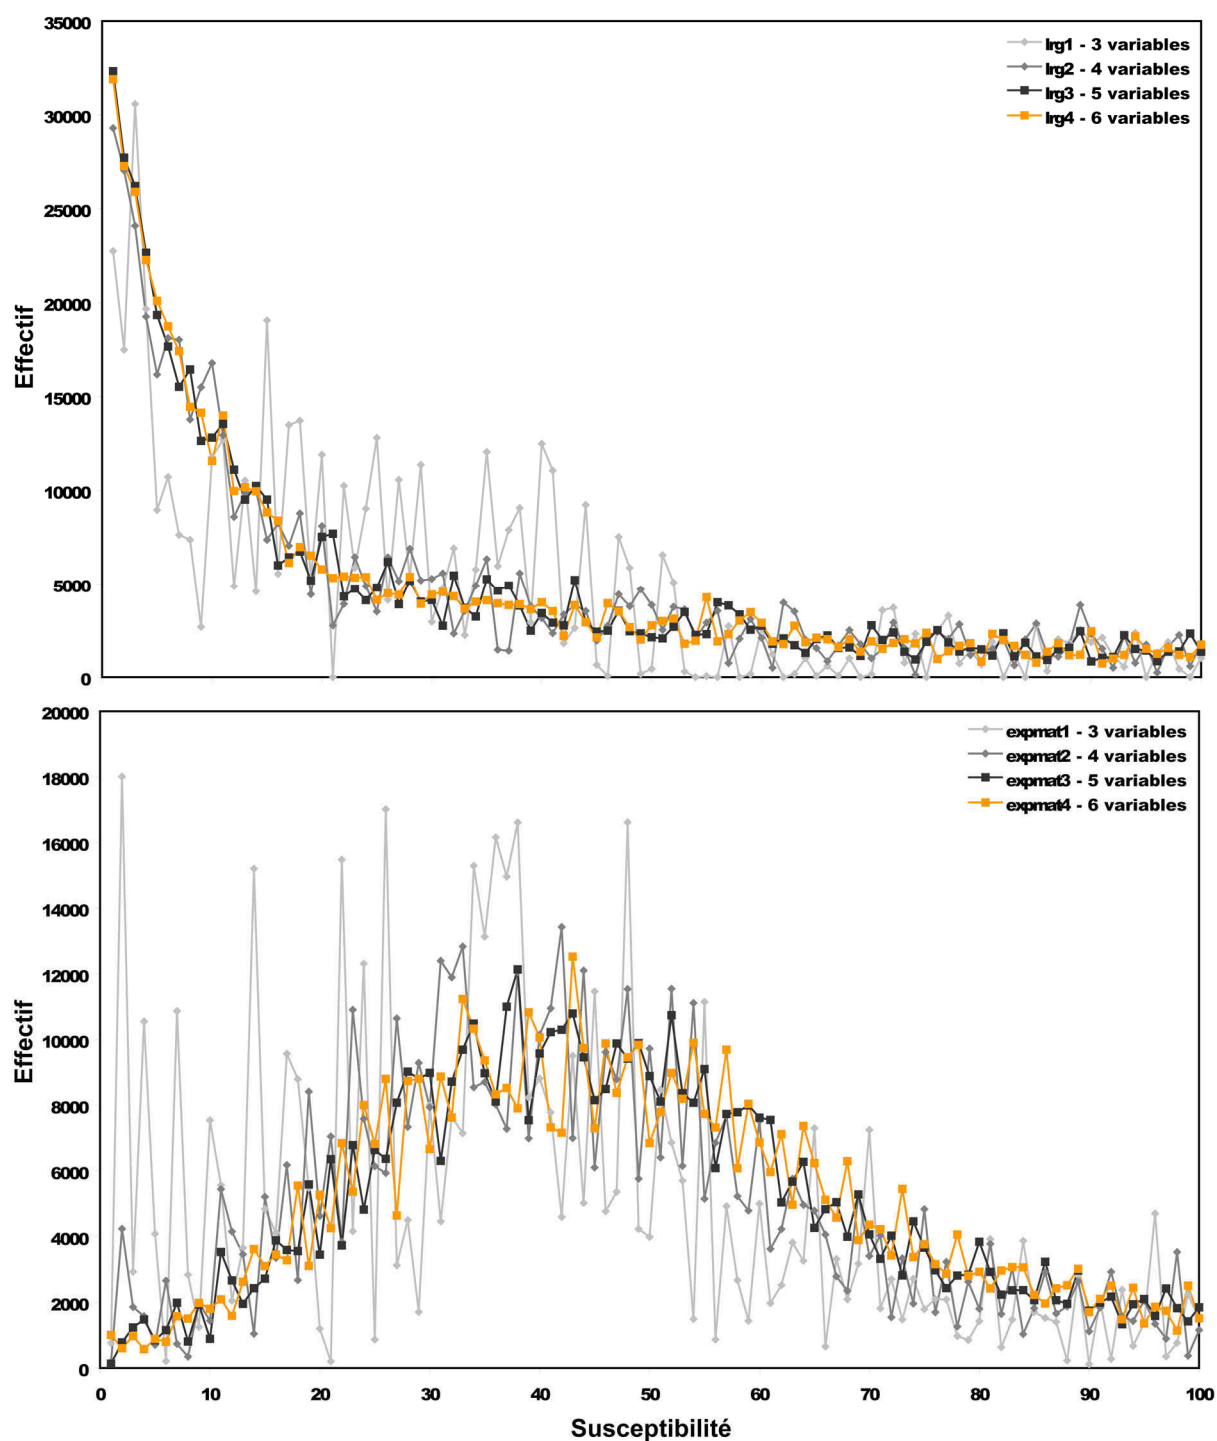 35000
30000
25000
20000
15000
10000
5000
0
Effectif
lrg1 - 3 variables
lrg2 - 4 variables
lrg3 - 5 variables
lrg4 - 6 variables
20000
18000
16000
14000
12000
10000
8000
6000
4000
2000
0
Effectif
expmat1 - 3 variables
expmat2 - 4 variables
expmat3 - 5 variables
expmat4 - 6 variables
0 10 20 30 40 50 60 70 80 90 100
Susceptibilité